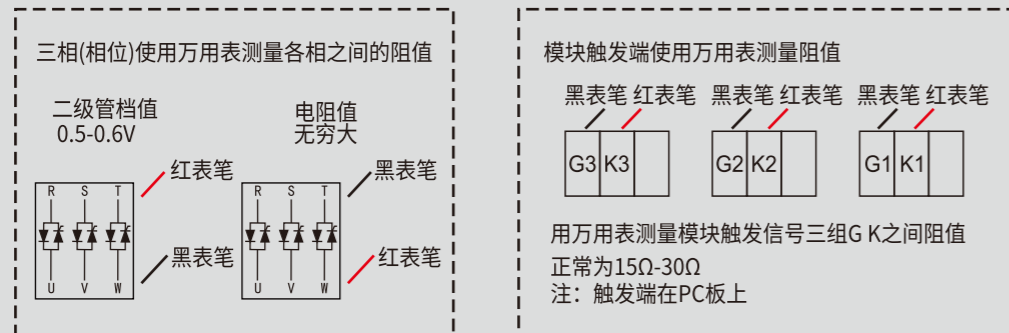 三相(相位)使用万用表测量各相之间的阻值
二级管档值
0.5-0.6V
电阻值
无穷大
红表笔
黑表笔
R S T
R S T
黑表笔
红表笔
U V W
U V W
模块触发端使用万用表测量阻值
黑表笔 红表笔 黑表笔 红表笔 黑表笔 红表笔
G3 K3 G2 K2 G1 K1
用万用表测量模块触发信号三组G K之间阻值
正常为15Ω-30Ω
注：触发端在PC板上